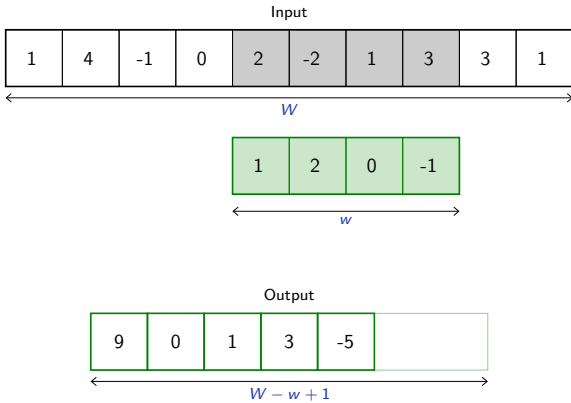 Input
1 4 -1 0 2 -2 1 3 3 1
W
1 2 0 -1
w
Output
9 0 1 3 -5
W − w + 1